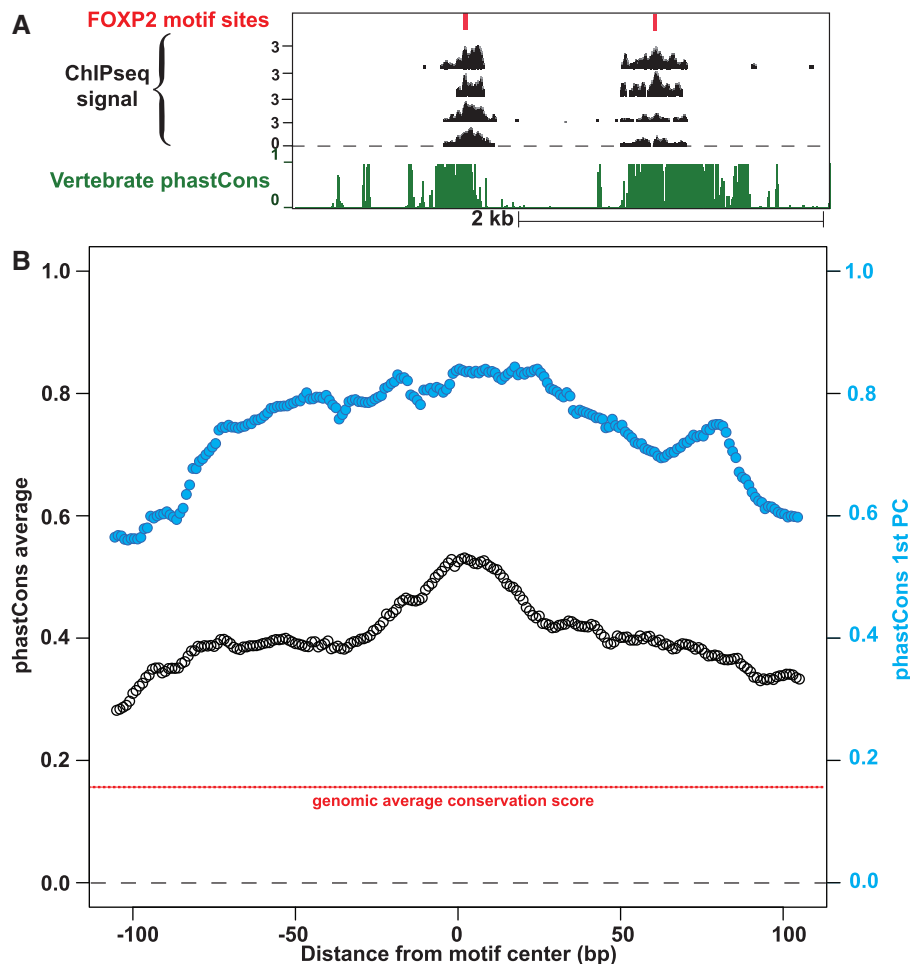 A
FOXP2 motif sites
ChIPseq
signal
3
3
3
3
0
1
Vertebrate phastCons
0
2 kb
B
1.0
0.8
0.6
0.4
0.2
0.0
phastCons average
1.0
0.8
0.6
0.4
0.2
0.0
phastCons 1st PC
genomic average conservation score
-100
-50
0
50
100
Distance from motif center (bp)